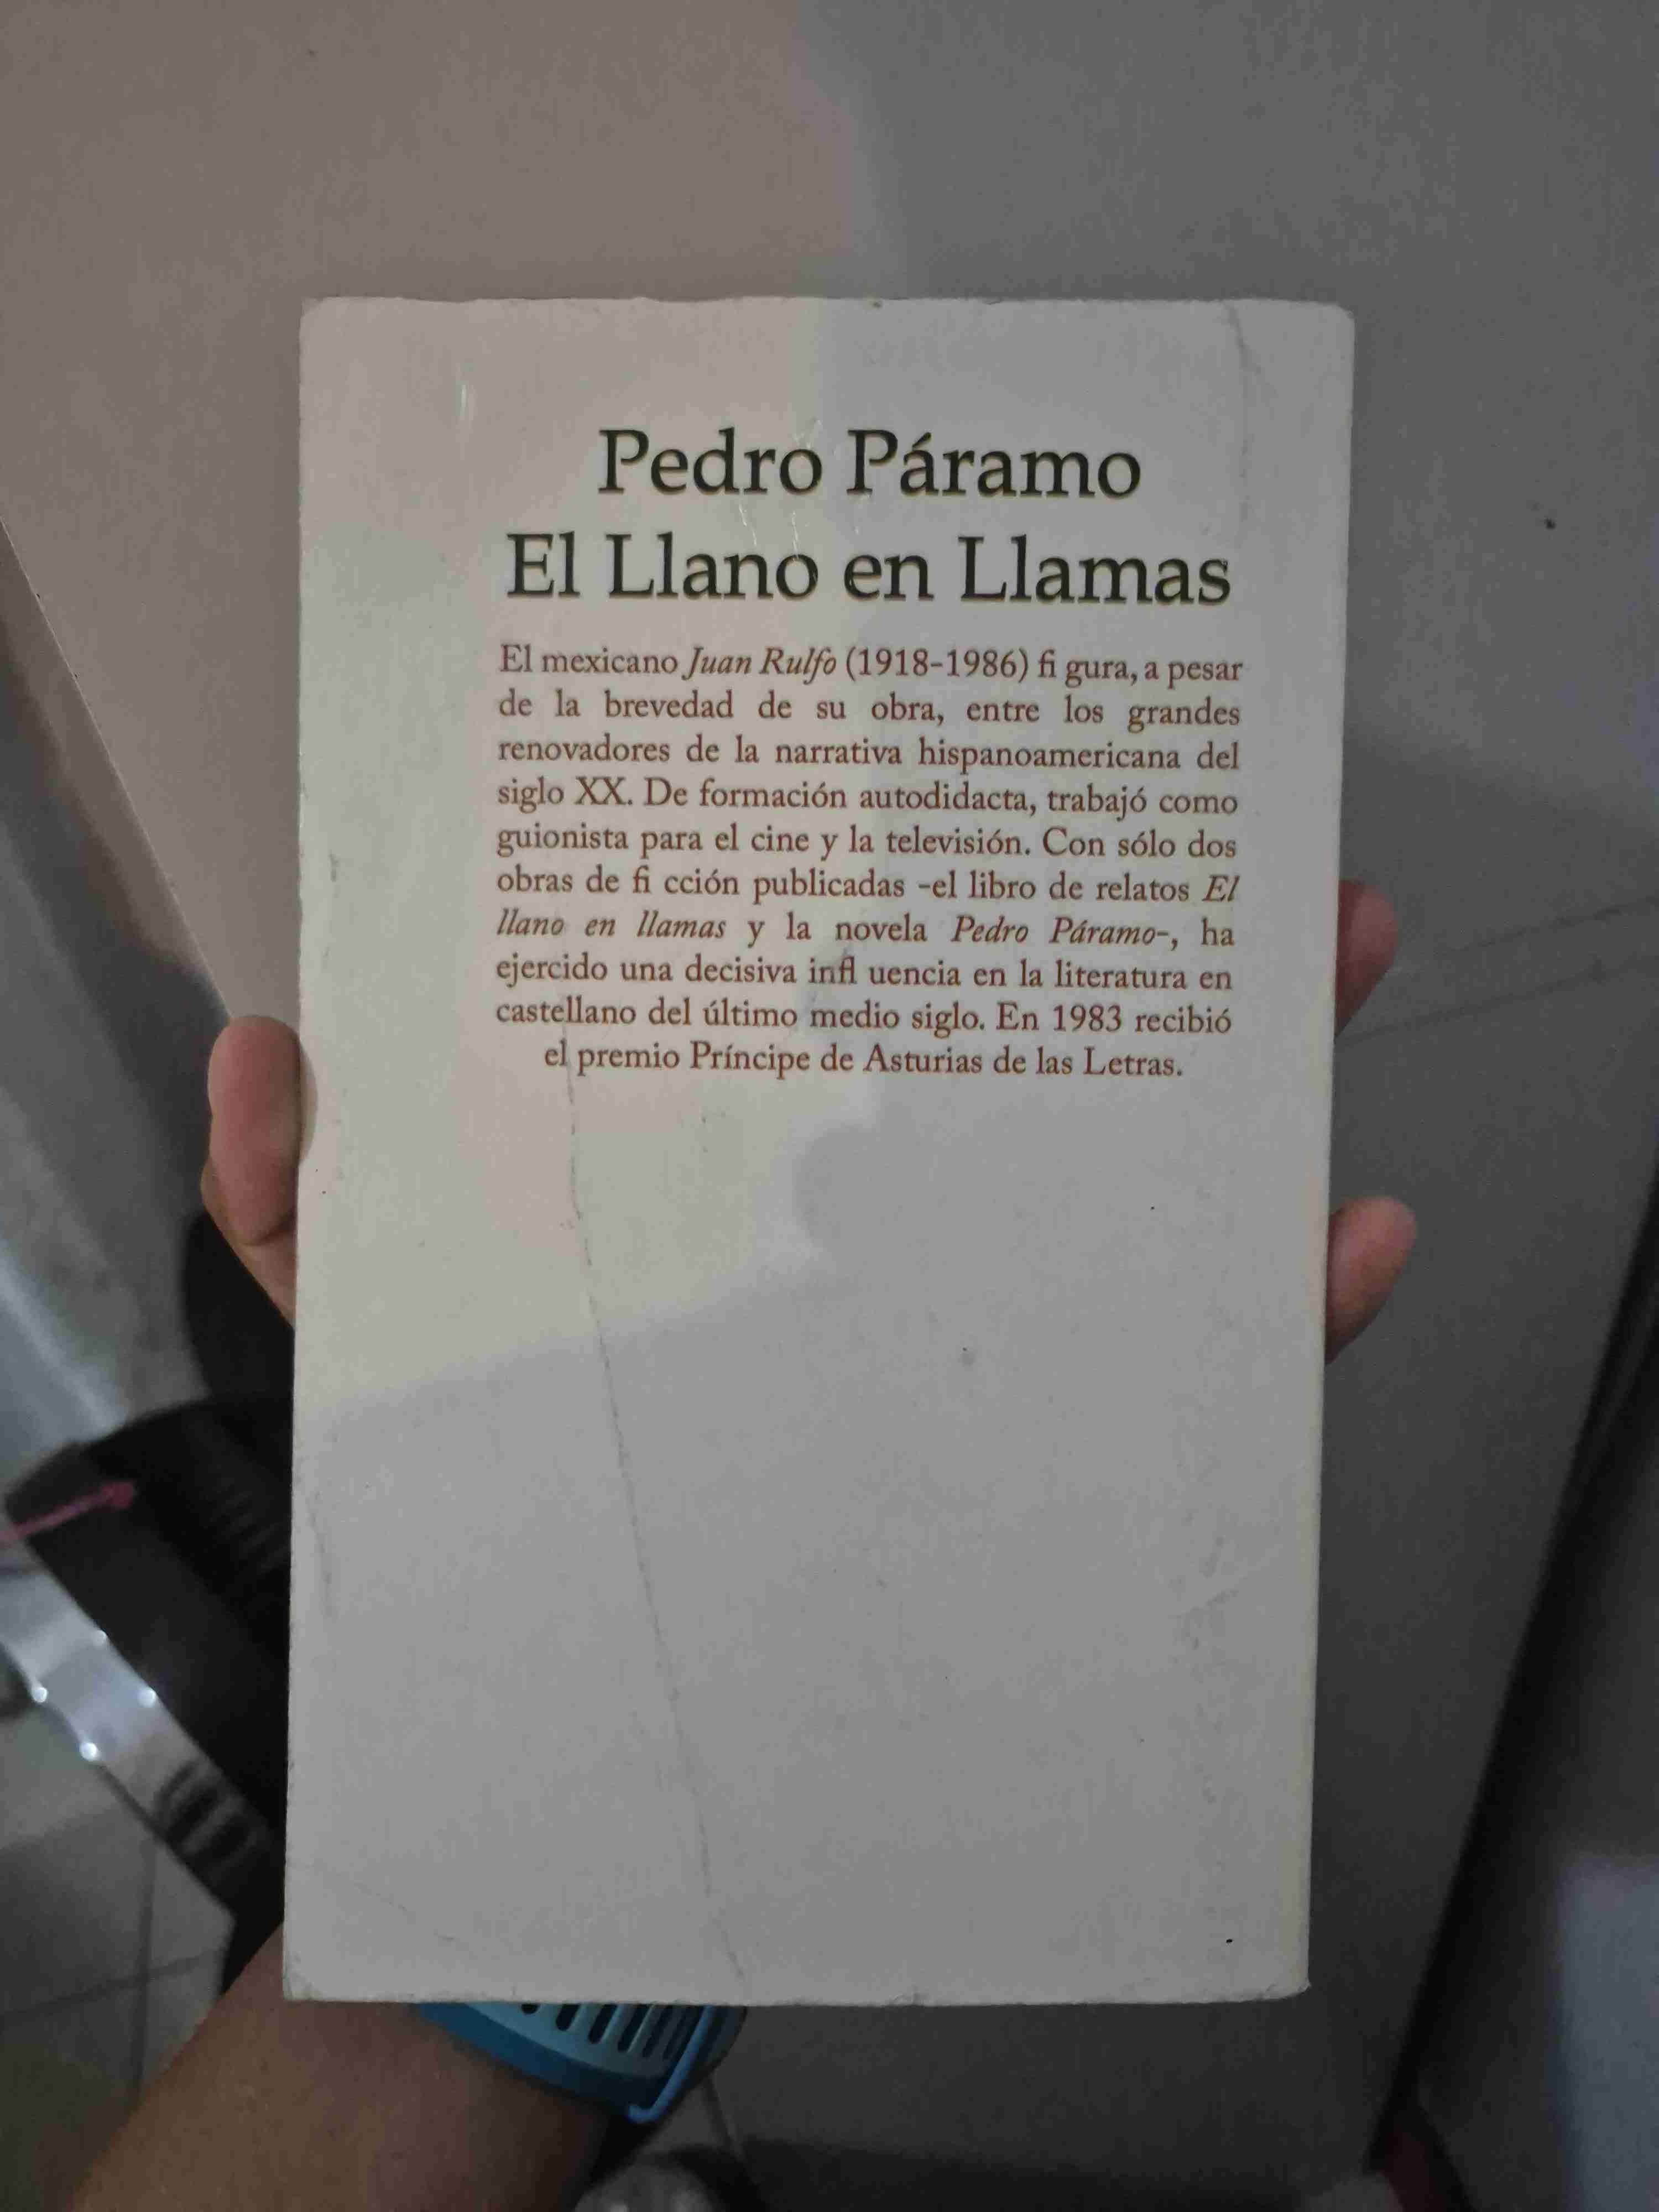 Pedro Páramo
El Llano en Llamas
El mexicano Juan Rulfo (1918-1986) fi gura, a pesar
de la brevedad de su obra, entre los grandes
renovadores de la narrativa hispanoamericana del
siglo XX. De formación autodidacta, trabajó como
guionista para el cine y la televisión. Con sólo dos
obras de fi cción publicadas -el libro de relatos El
llano en llamas y la novela Pedro Páramo-, ha
ejercido una decisiva infl uencia en la literatura en
castellano del último medio siglo. En 1983 recibió
el premio Príncipe de Asturias de las Letras.